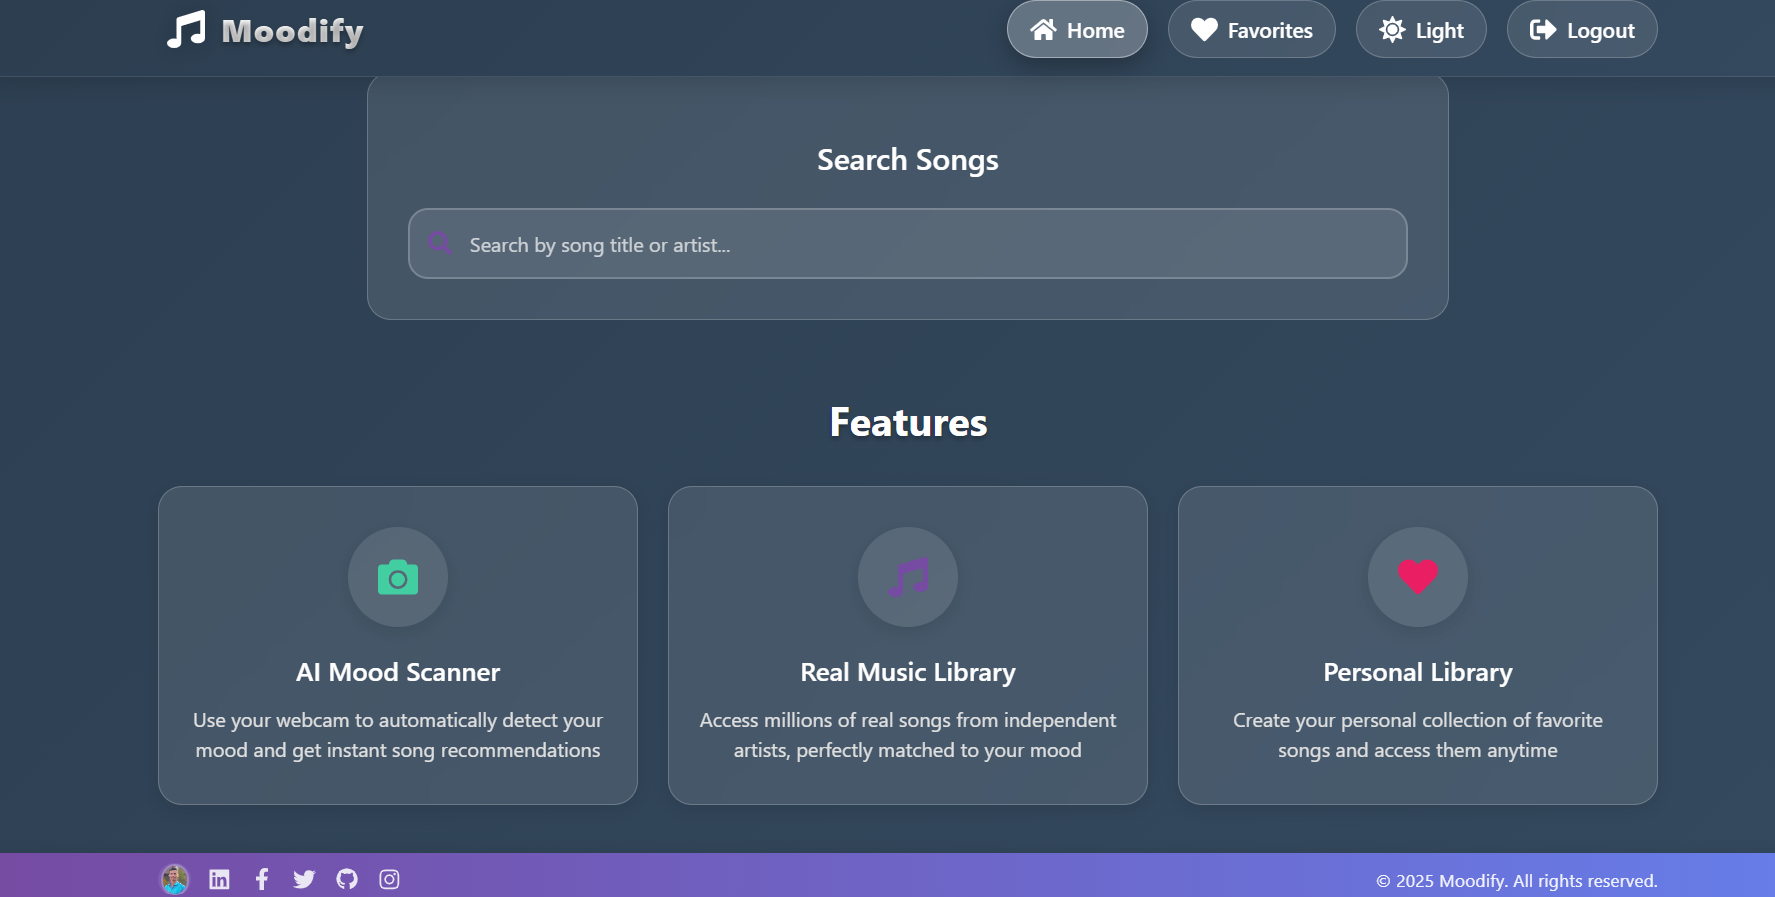 Moodify
Home
Favorites
Light
Logout
Search Songs
Search by song title or artist...
Features
AI Mood Scanner
Use your webcam to automatically detect your
mood and get instant song recommendations
Real Music Library
Access millions of real songs from independent
artists, perfectly matched to your mood
Personal Library
Create your personal collection of favorite
songs and access them anytime
© 2025 Moodify. All rights reserved.